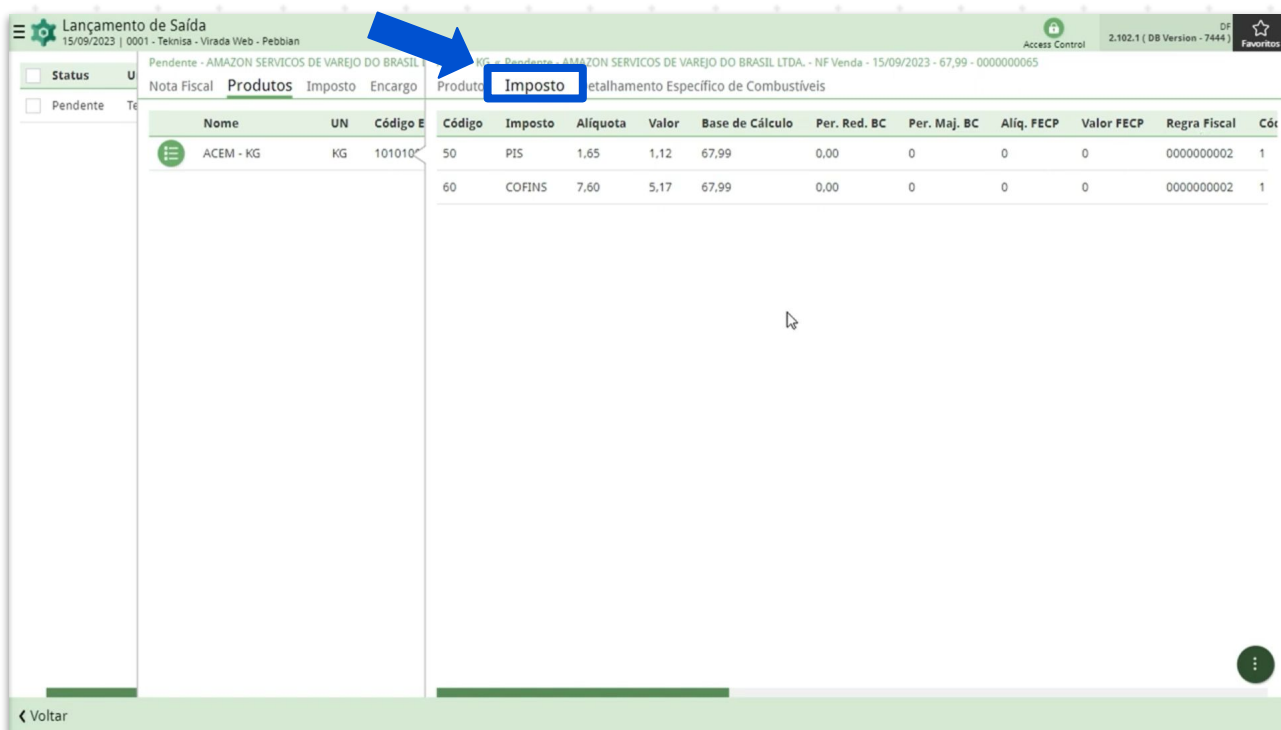 Lançamento de Saída
15/09/2023 | 0001 - Teknisa - Virada Web - Pebbian
Access Control
DF
2.102.1 ( DB Version - 7444 )
Favoritos
Status U
Pendente Te
Pendente - AMAZON SERVICOS DE VAREJO DO BRASIL
Nota Fiscal Produtos Imposto Encargo
Nome UN Código E
ACEM - KG KG 101010
KG « Pendente - AMAZON SERVICOS DE VAREJO DO BRASIL LTDA. - NF Venda - 15/09/2023 - 67,99 - 0000000065
Produto Imposto etalhamento Específico de Combustíveis
Código Imposto Alíquota Valor Base de Cálculo Per. Red. BC Per. Maj. BC Alíq. FECP Valor FECP Regra Fiscal Cód
50 PIS 1,65 1,12 67,99 0,00 0 0 0 0000000002 1
60 COFINS 7,60 5,17 67,99 0,00 0 0 0 0000000002 1
Voltar